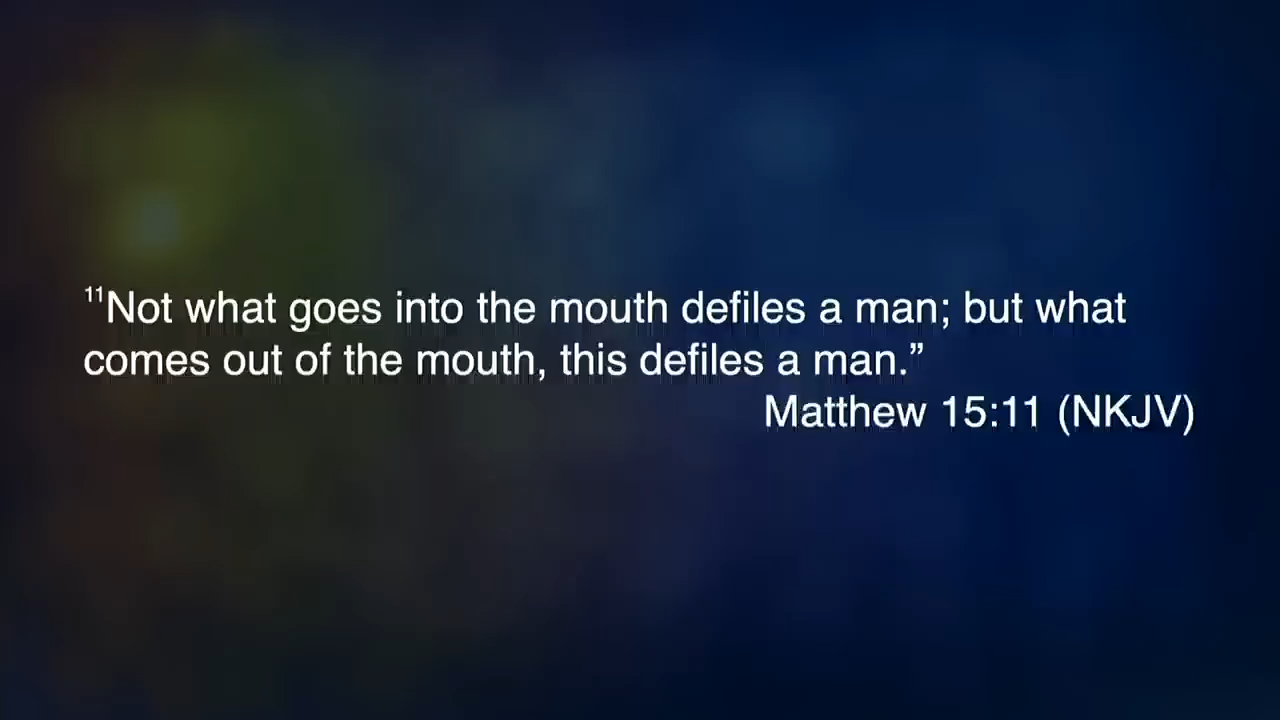 ¹¹Not what goes into the mouth defiles a man; but what
comes out of the mouth, this defiles a man.”
Matthew 15:11 (NKJV)